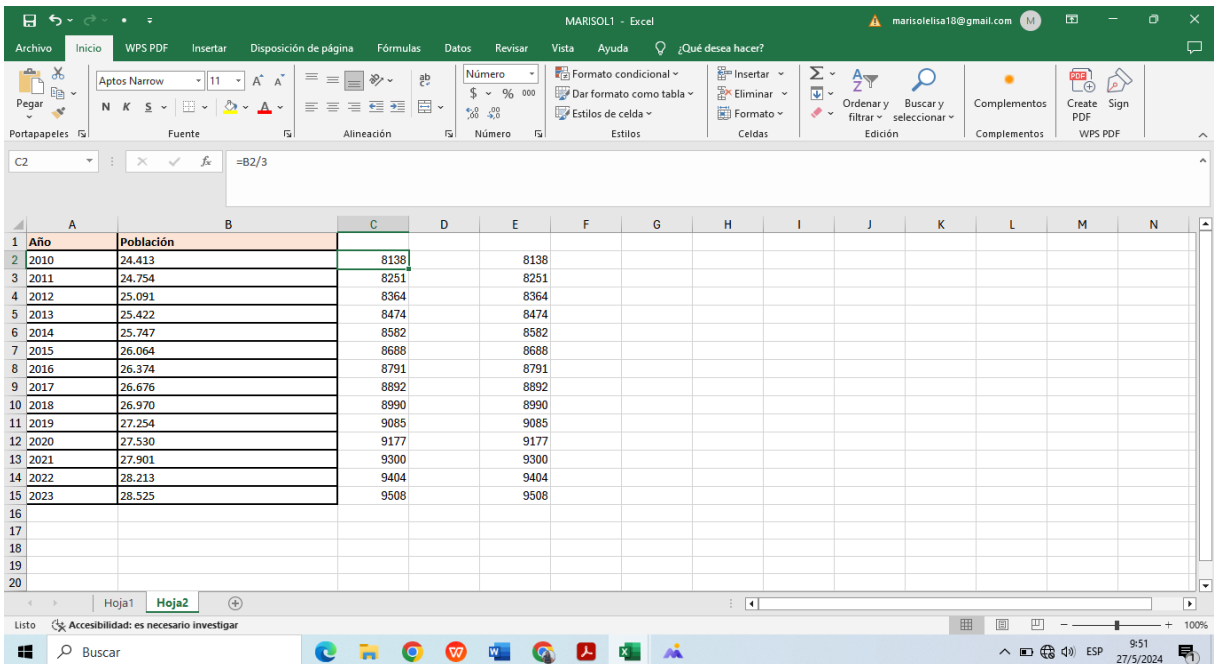 MARISOL1 - Excel
marisolelisa18@gmail.com M
Archivo Inicio WPS PDF Insertar Disposición de página Fórmulas Datos Revisar Vista Ayuda ¿Qué desea hacer?
Pegar
Aptos Narrow 11 A A
N K S A
ab
Número
$ % 000
Formato condicional
Dar formato como tabla
Estilos de celda
Insertar
Eliminar
Formato
Ordenar y filtrar
Buscar y seleccionar
Complementos
Create PDF
Sign
Portapapeles Fuente Alineación Número Estilos Celdas Edición Complementos WPS PDF
C2 fx =B2/3
A B C D E F G H I J K L M N
1 Año Población
2 2010 24.413 8138 8138
3 2011 24.754 8251 8251
4 2012 25.091 8364 8364
5 2013 25.422 8474 8474
6 2014 25.747 8582 8582
7 2015 26.064 8688 8688
8 2016 26.374 8791 8791
9 2017 26.676 8892 8892
10 2018 26.970 8990 8990
11 2019 27.254 9085 9085
12 2020 27.530 9177 9177
13 2021 27.901 9300 9300
14 2022 28.213 9404 9404
15 2023 28.525 9508 9508
16
17
18
19
20
Hoja1 Hoja2
Listo Accesibilidad: es necesario investigar 100%
Buscar ESP 9:51
27/5/2024